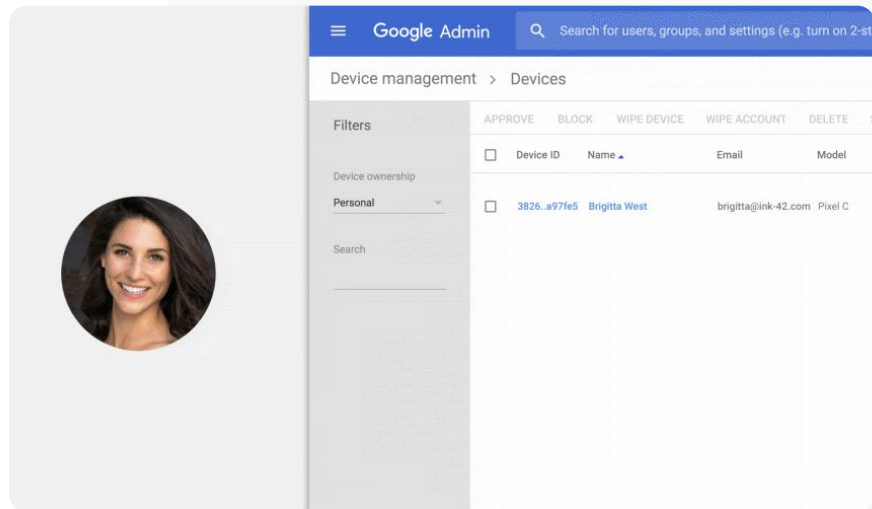 Google Admin
Search for users, groups, and settings (e.g. turn on 2-st
Device management > Devices
Filters
APPROVE BLOCK WIPE DEVICE WIPE ACCOUNT DELETE
Device ID Name Email Model
Device ownership
Personal
3826..a97fe5 Brigitta West brigitta@ink-42.com Pixel C
Search